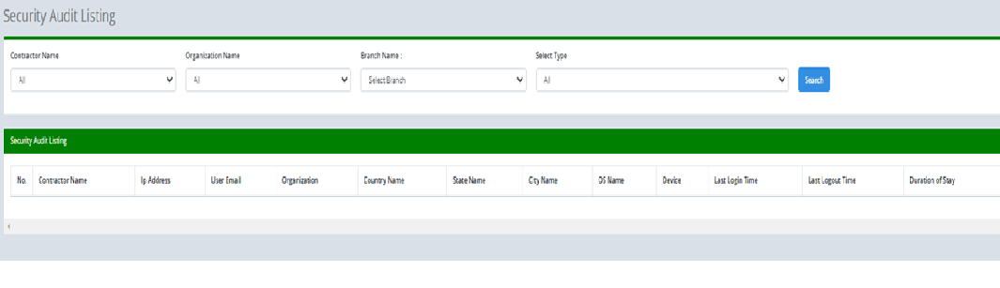 Security Audit Listing
Contractor Name Organization Name Branch Name : Select Type
All All Select Branch All Search
Security Audit Listing
No. Contractor Name Ip Address User Email Organization Country Name State Name City Name OS Name Device Last Login Time Last Logout Time Duration of Stay